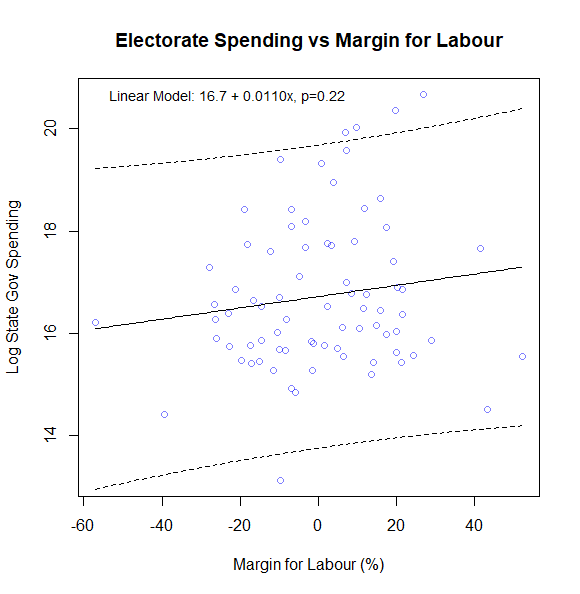 Electorate Spending vs Margin for Labour
Linear Model: 16.7 + 0.0110x, p=0.22
Log State Gov Spending
20
18
16
14
-60 -40 -20 0 20 40
Margin for Labour (%)